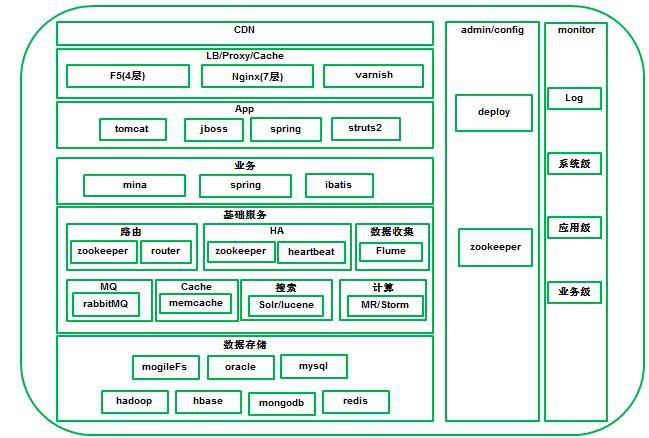 CDN
admin/config
monitor
LB/Proxy/Cache
F5(4层)
Nginx(7层)
varnish
App
tomcat
jboss
spring
struts2
业务
mina
spring
ibatis
基础服务
路由
zookeeper
router
HA
zookeeper
heartbeat
数据收集
Flume
MQ
rabbitMQ
Cache
memcache
搜索
Solr/lucene
计算
MR/Storm
数据存储
mogileFs
oracle
mysql
hadoop
hbase
mongodb
redis
deploy
zookeeper
Log
系统级
应用级
业务级